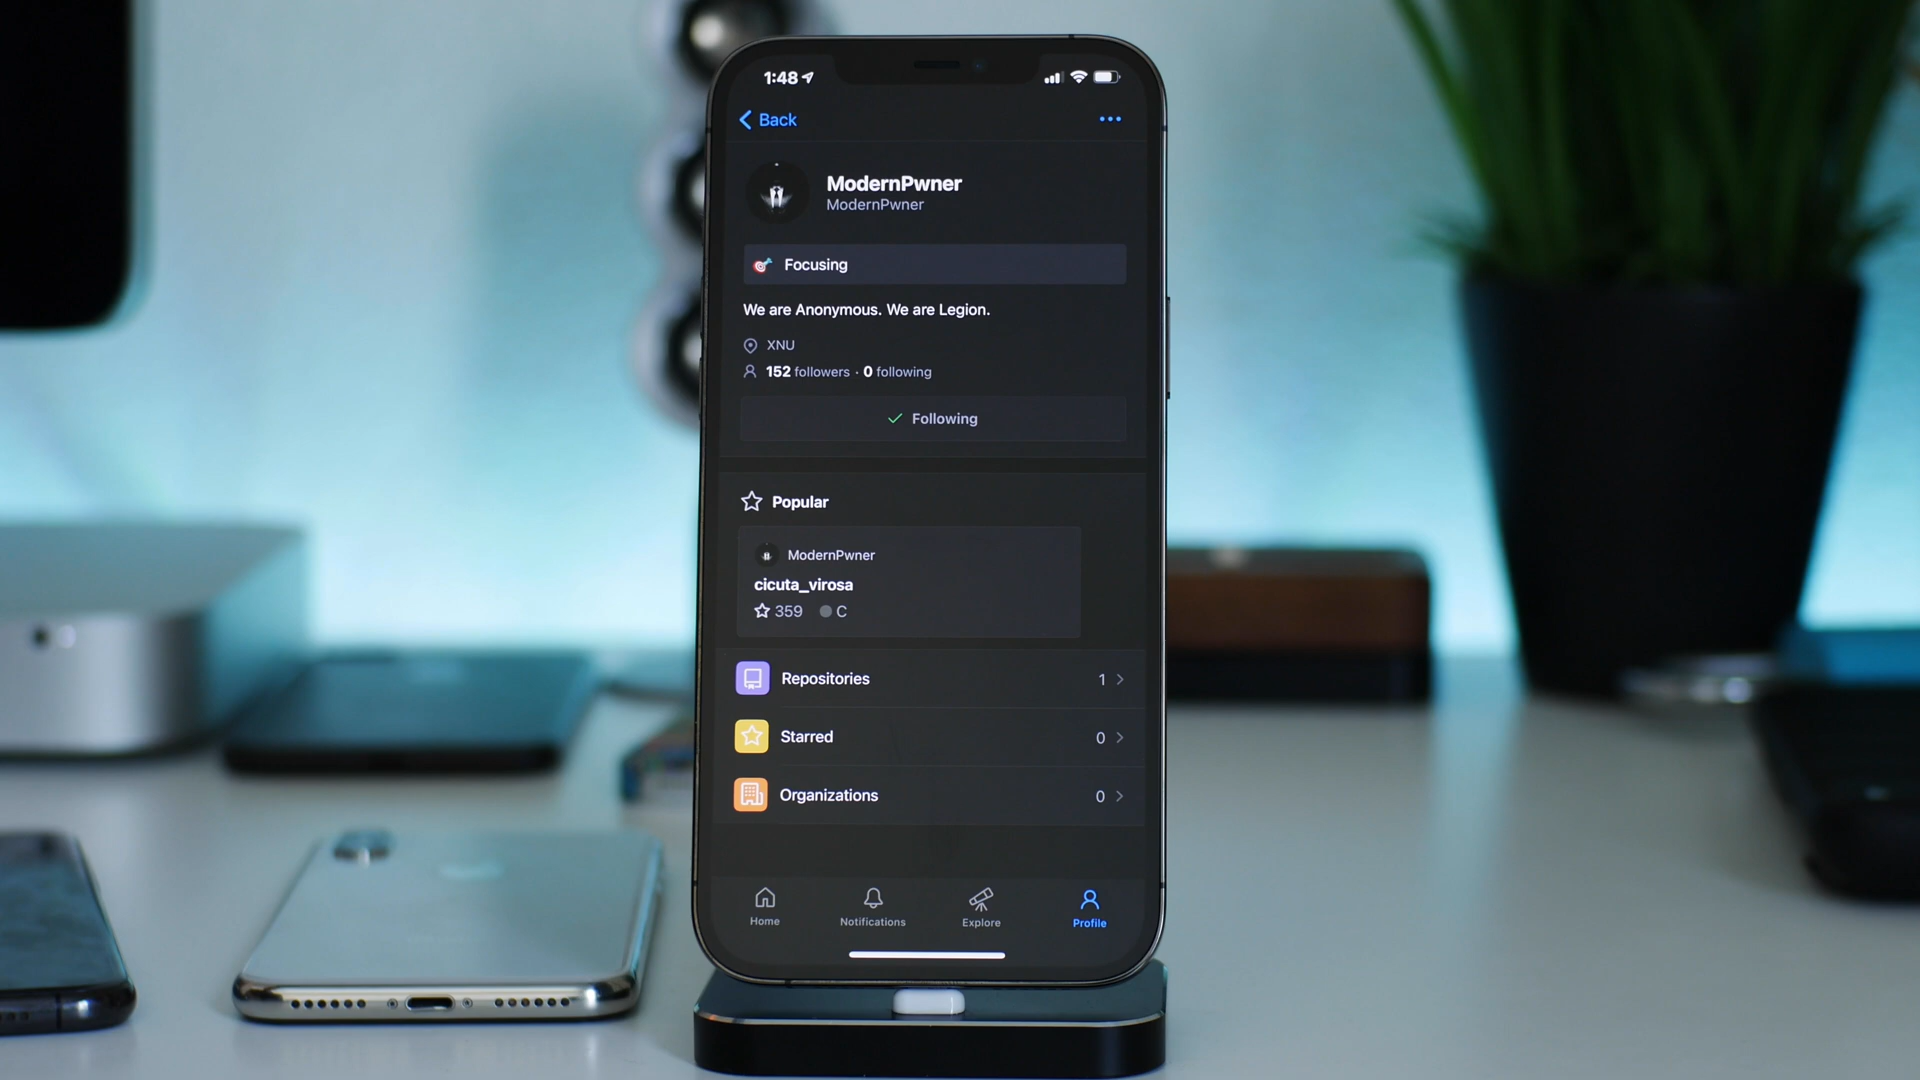 1:48
Back
ModernPwner
ModernPwner
Focusing
We are Anonymous. We are Legion.
XNU
152 followers · 0 following
Following
Popular
ModernPwner
cicuta_virosa
359 C
Repositories 1
Starred 0
Organizations 0
Home Notifications Explore Profile